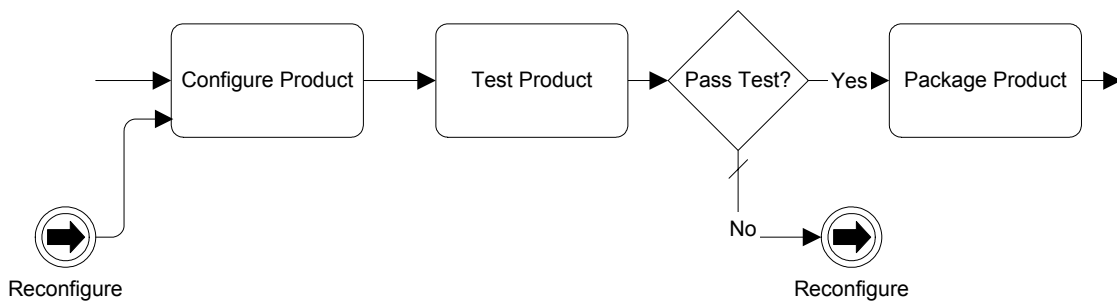 Configure Product
Test Product
Pass Test?
Yes
Package Product
No
Reconfigure
Reconfigure